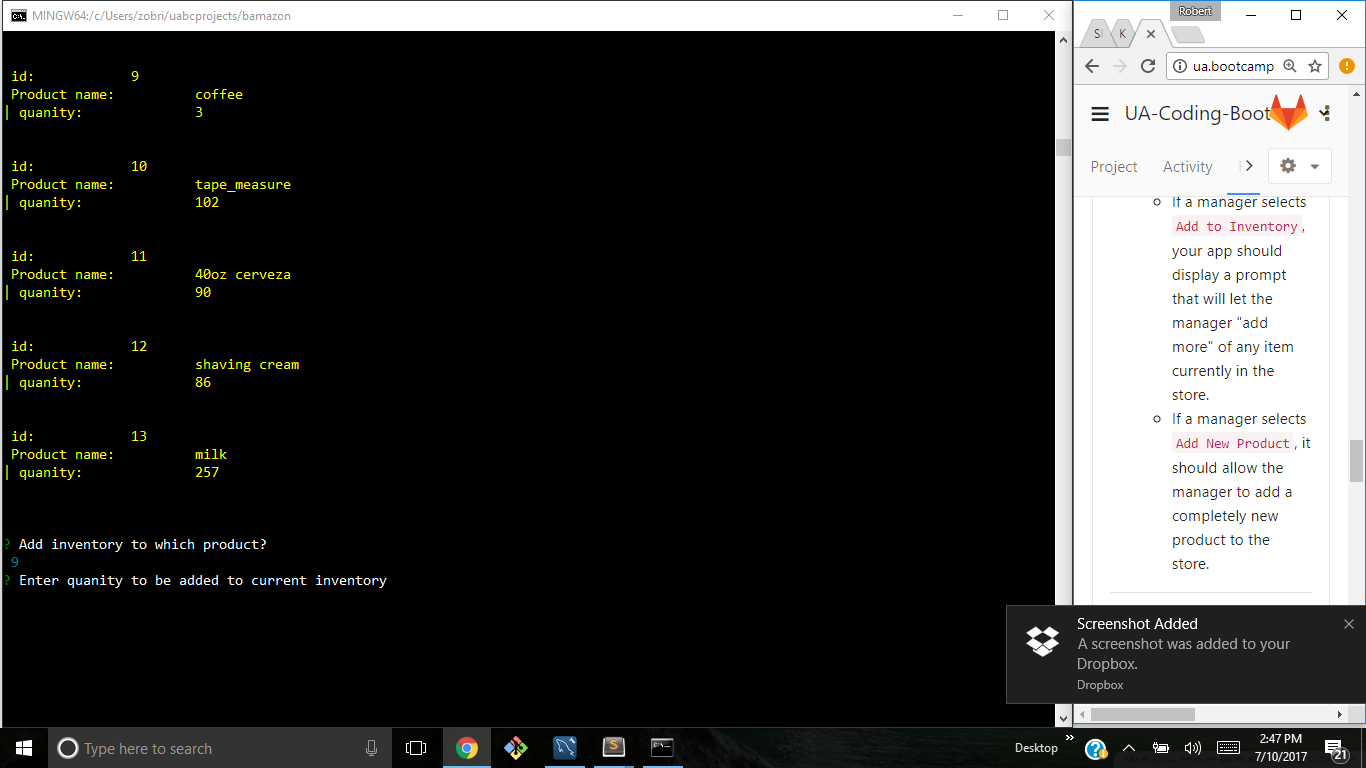 MINGW64:/c/Users/zobri/uabcprojects/bamazon
id: 9
Product name: coffee
| quanity: 3
id: 10
Product name: tape_measure
| quanity: 102
id: 11
Product name: 40oz cerveza
| quanity: 90
id: 12
Product name: shaving cream
| quanity: 86
id: 13
Product name: milk
| quanity: 257
? Add inventory to which product?
9
? Enter quanity to be added to current inventory
Robert
S
K
ua.bootcamp
UA-Coding-Boot
Project Activity
If a manager selects
Add to Inventory,
your app should
display a prompt
that will let the
manager "add
more" of any item
currently in the
store.
If a manager selects
Add New Product, it
should allow the
manager to add a
completely new
product to the
store.
Screenshot Added
A screenshot was added to your
Dropbox.
Dropbox
Type here to search
Desktop
2:47 PM
7/10/2017
21